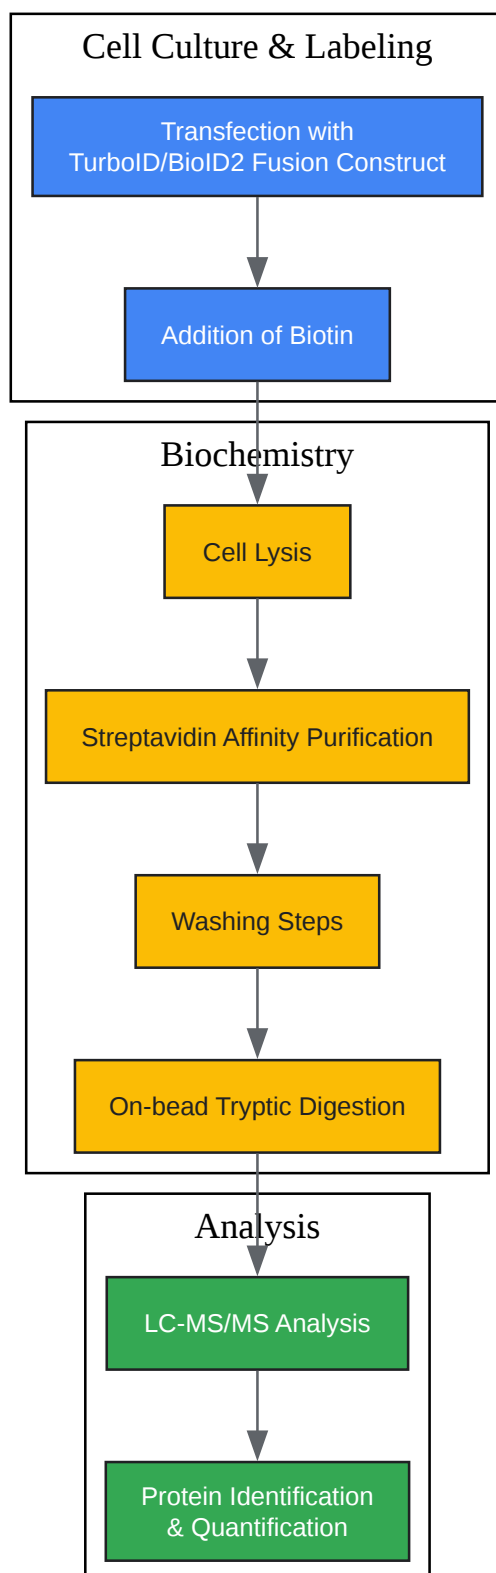 Cell Culture & Labeling
Transfection with
TurboID/BioID2 Fusion Construct
Addition of Biotin
Biochemistry
Cell Lysis
Streptavidin Affinity Purification
Washing Steps
On-bead Tryptic Digestion
Analysis
LC-MS/MS Analysis
Protein Identification
& Quantification